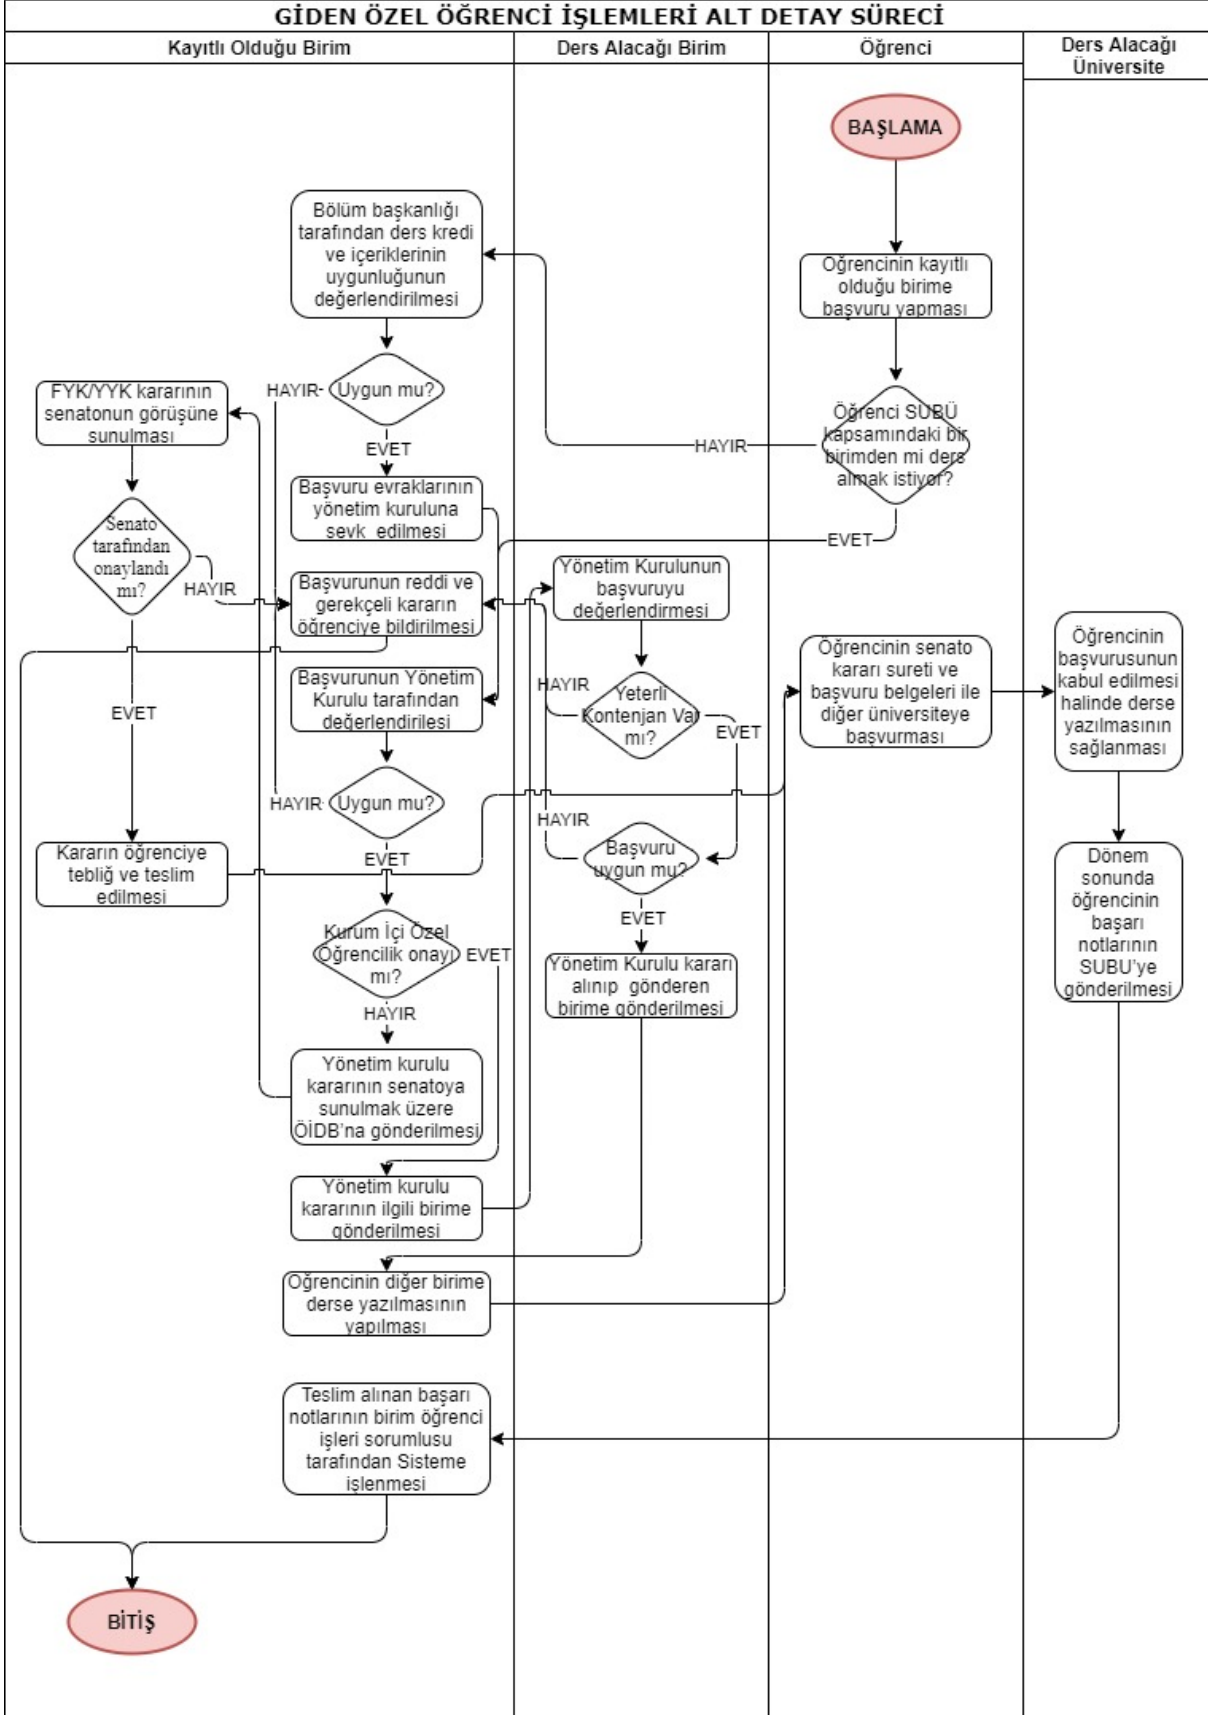 GİDEN ÖZEL ÖĞRENCİ İŞLEMLERİ ALT DETAY SÜRECİ
Kayıtlı Olduğu Birim
Ders Alacağı Birim
Öğrenci
Ders Alacağı
Üniversite
BAŞLAMA
Öğrencinin kayıtlı
olduğu birime
başvuru yapması
Öğrenci SUBÜ
kapsamındaki bir
birimden mi ders
almak istiyor?
HAYIR
EVET
Bölüm başkanlığı
tarafından ders kredi
ve içeriklerinin
uygunluğunun
değerlendirilmesi
Uygun mu?
HAYIR
EVET
Başvuru evraklarının
yönetim kuruluna
sevk edilmesi
FYK/YYK kararının
senatonun görüşüne
sunulması
Senato
tarafından
onaylandı
mı?
HAYIR
EVET
Başvurunun reddi ve
gerekçeli kararın
öğrenciye bildirilmesi
Başvurunun Yönetim
Kurulu tarafından
değerlendirilesi
Uygun mu?
HAYIR
EVET
Kararın öğrenciye
tebliğ ve teslim
edilmesi
Kurum İçi Özel
Öğrencilik onayı
mı?
EVET
HAYIR
Yönetim kurulu
kararının senatoya
sunulmak üzere
ÖİDB'na gönderilmesi
Yönetim kurulu
kararının ilgili birime
gönderilmesi
Yönetim Kurulunun
başvuruyu
değerlendirmesi
Yeterli
Kontenjan Var
mı?
HAYIR
EVET
Başvuru
uygun mu?
HAYIR
EVET
Yönetim Kurulu kararı
alınıp gönderen
birime gönderilmesi
Öğrencinin diğer birime
derse yazılmasının
yapılması
Öğrencinin senato
kararı sureti ve
başvuru belgeleri ile
diğer üniversiteye
başvurması
Öğrencinin
başvurusunun
kabul edilmesi
halinde derse
yazılmasının
sağlanması
Dönem
sonunda
öğrencinin
başarı
notlarının
SUBU'ye
gönderilmesi
Teslim alınan başarı
notlarının birim öğrenci
işleri sorumlusu
tarafından Sisteme
işlenmesi
BİTİŞ